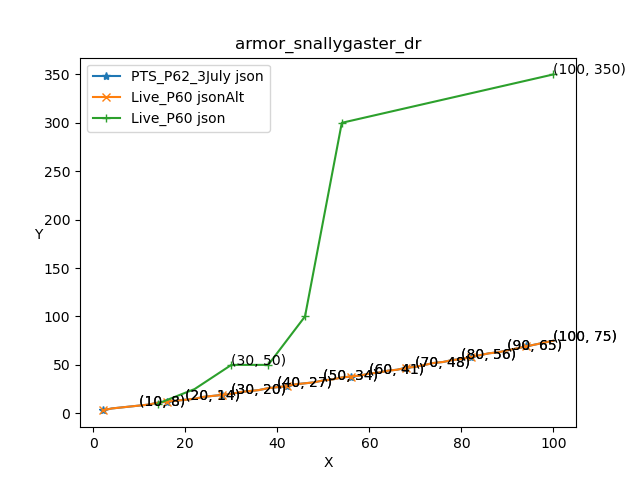 armor_snallygaster_dr
PTS_P62_3July json
Live_P60 jsonAlt
Live_P60 json
(100, 350)
(30, 50)
(10, 8)
(20, 14)
(30, 20)
(40, 27)
(50, 34)
(60, 41)
(70, 48)
(80, 56)
(90, 65)
(100, 75)
350
300
250
200
150
100
50
0
Y
0 20 40 60 80 100
X